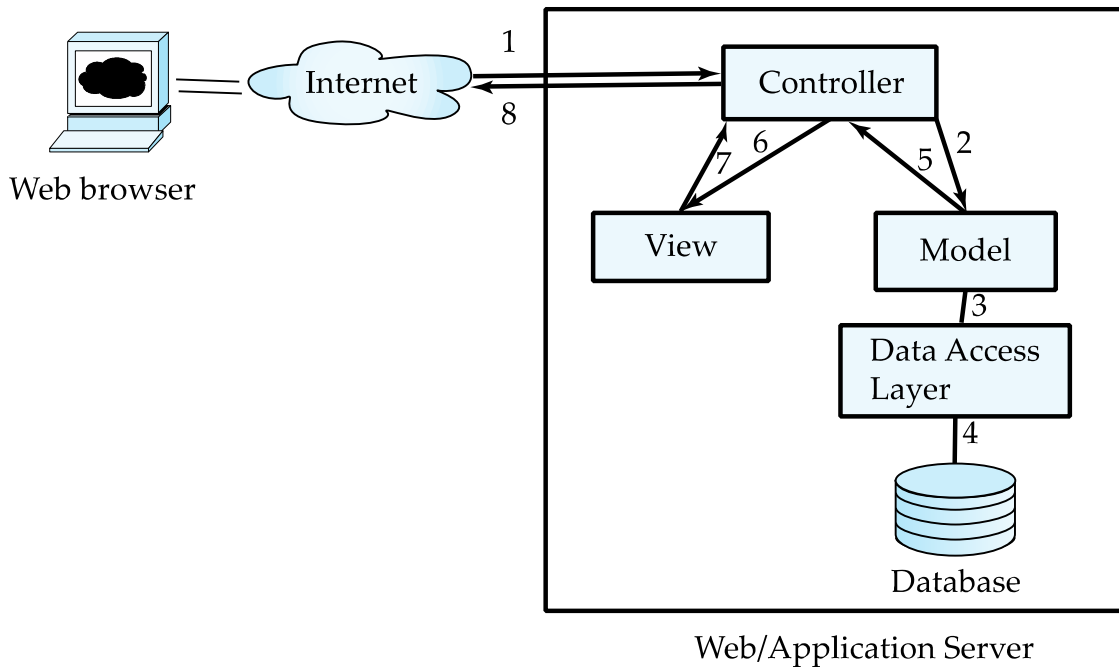 1
Internet
Controller
8
Web browser
7
6
5
2
View
Model
3
Data Access
Layer
4
Database
Web/Application Server